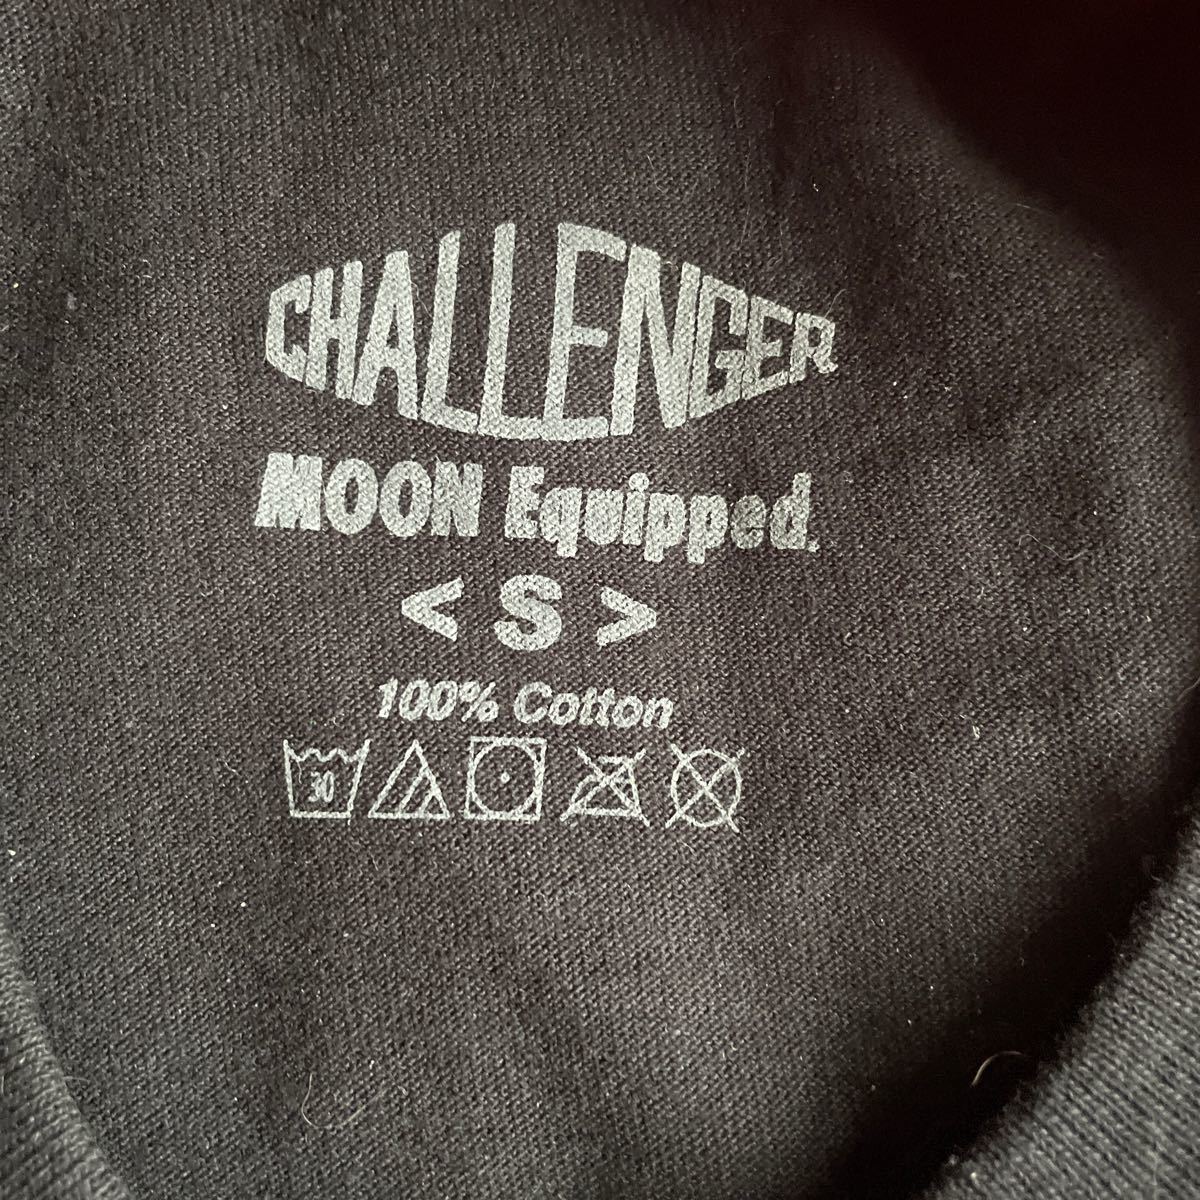 CHALLENGER
MOON Equipped.
< S >
100% Cotton
30